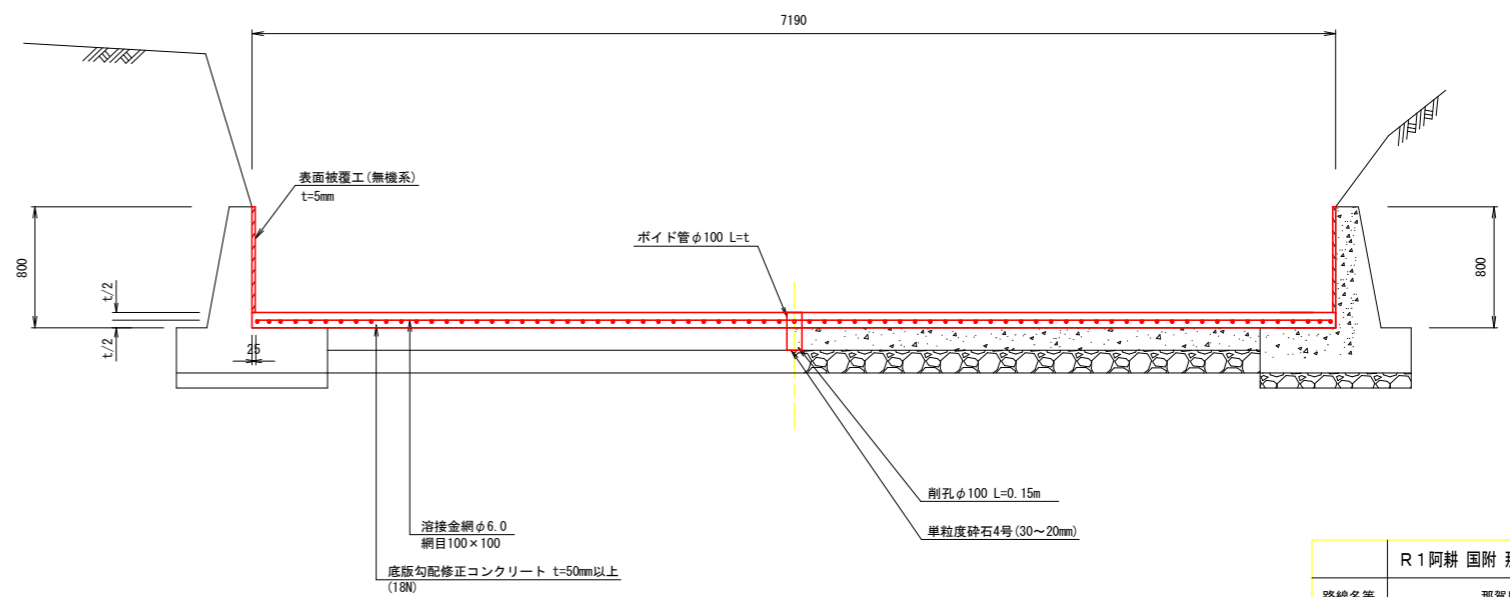 7190
表面被覆工(無機系)
t=5mm
ボイド管φ100 L=t
800
t/2
t/2
25
800
削孔φ100 L=0.15m
単粒度砕石4号(30～20mm)
溶接金網φ6.0
網目100×100
底版勾配修正コンクリート t=50mm以上
(18N)
R1阿耕 国附
路線名等